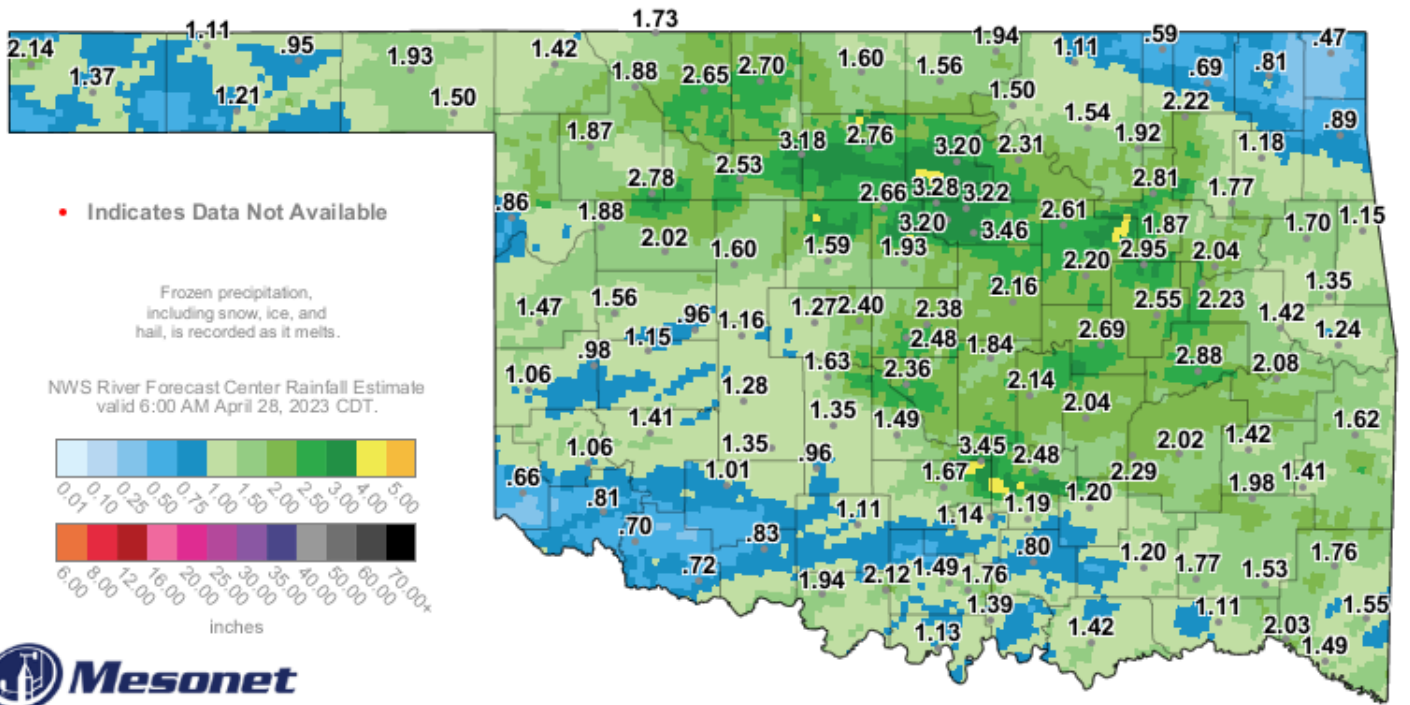 1.73
2.14 1.11 .95 1.93 1.42 1.88 2.65 2.70 1.60 1.56 1.94 1.11 .59 .69 .81 .47
1.37 1.21 1.50 1.50 1.54 2.22 .89
1.87 3.18 2.76 3.20 2.31 1.92 1.18
2.78 2.53 2.66 3.28 3.22 2.81 1.77
.86 1.88 3.20 3.46 2.61 1.87 1.70 1.15
• Indicates Data Not Available
2.02 1.60 1.59 1.93 2.20 2.95 2.04
Frozen precipitation,
including snow, ice, and
hail, is recorded as it melts.
1.47 1.56 1.27 2.40 2.38 2.16 2.55 2.23 1.42 1.35
.96 1.16 1.15 2.48 1.84 2.69 1.24
.98 1.63 2.36 2.88 2.08
NWS River Forecast Center Rainfall Estimate
valid 6:00 AM April 28, 2023 CDT.
1.06 1.28 2.14 2.04
1.41 1.35 1.49 1.62
1.06 1.35 .96 3.45 2.48 2.02 1.42
.66 1.01 1.67 2.29 1.98 1.41
0.01 0.10 0.25 0.50 0.75 1.00 1.50 2.00 2.50 3.00 4.00 5.00
.81 .70 .83 1.11 1.14 1.19 1.20
.72 .80 1.20 1.77 1.53 1.76
1.94 2.12 1.49 1.76
6.00 8.00 12.00 16.00 20.00 25.00 30.00 35.00 40.00 50.00 60.00 70.00+
inches
1.39 1.13 1.42 1.11 2.03 1.55
1.49
Mesonet